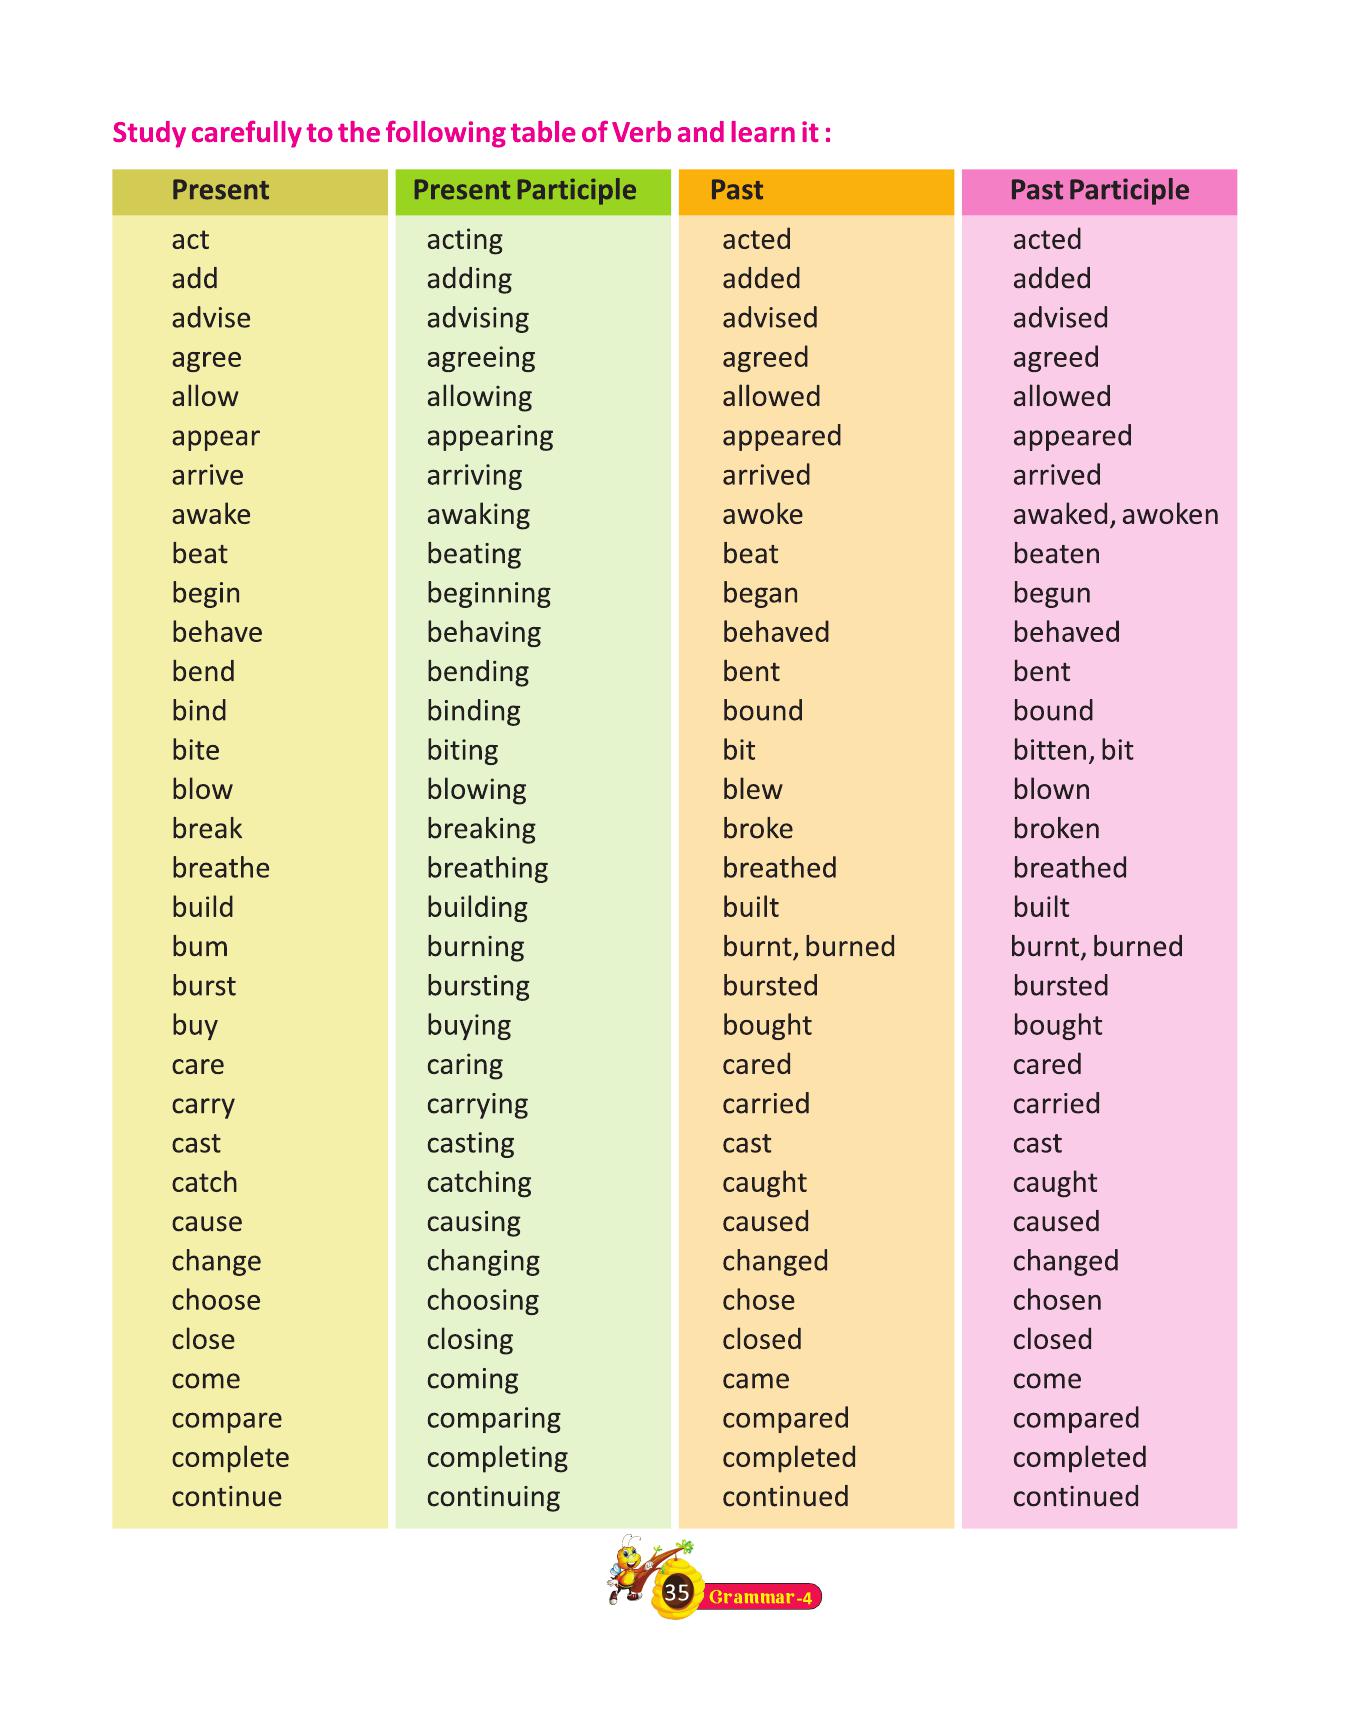 Study carefully to the following table of Verb and learn it :
Present Present Participle Past Past Participle
act acting acted acted
add adding added added
advise advising advised advised
agree agreeing agreed agreed
allow allowing allowed allowed
appear appearing appeared appeared
arrive arriving arrived arrived
awake awaking awoke awaked, awoken
beat beating beat beaten
begin beginning began begun
behave behaving behaved behaved
bend bending bent bent
bind binding bound bound
bite biting bit bitten, bit
blow blowing blew blown
break breaking broke broken
breathe breathing breathed breathed
build building built built
bum burning burnt, burned burnt, burned
burst bursting bursted bursted
buy buying bought bought
care caring cared cared
carry carrying carried carried
cast casting cast cast
catch catching caught caught
cause causing caused caused
change changing changed changed
choose choosing chose chosen
close closing closed closed
come coming came come
compare comparing compared compared
complete completing completed completed
continue continuing continued continued
35 Grammar-4